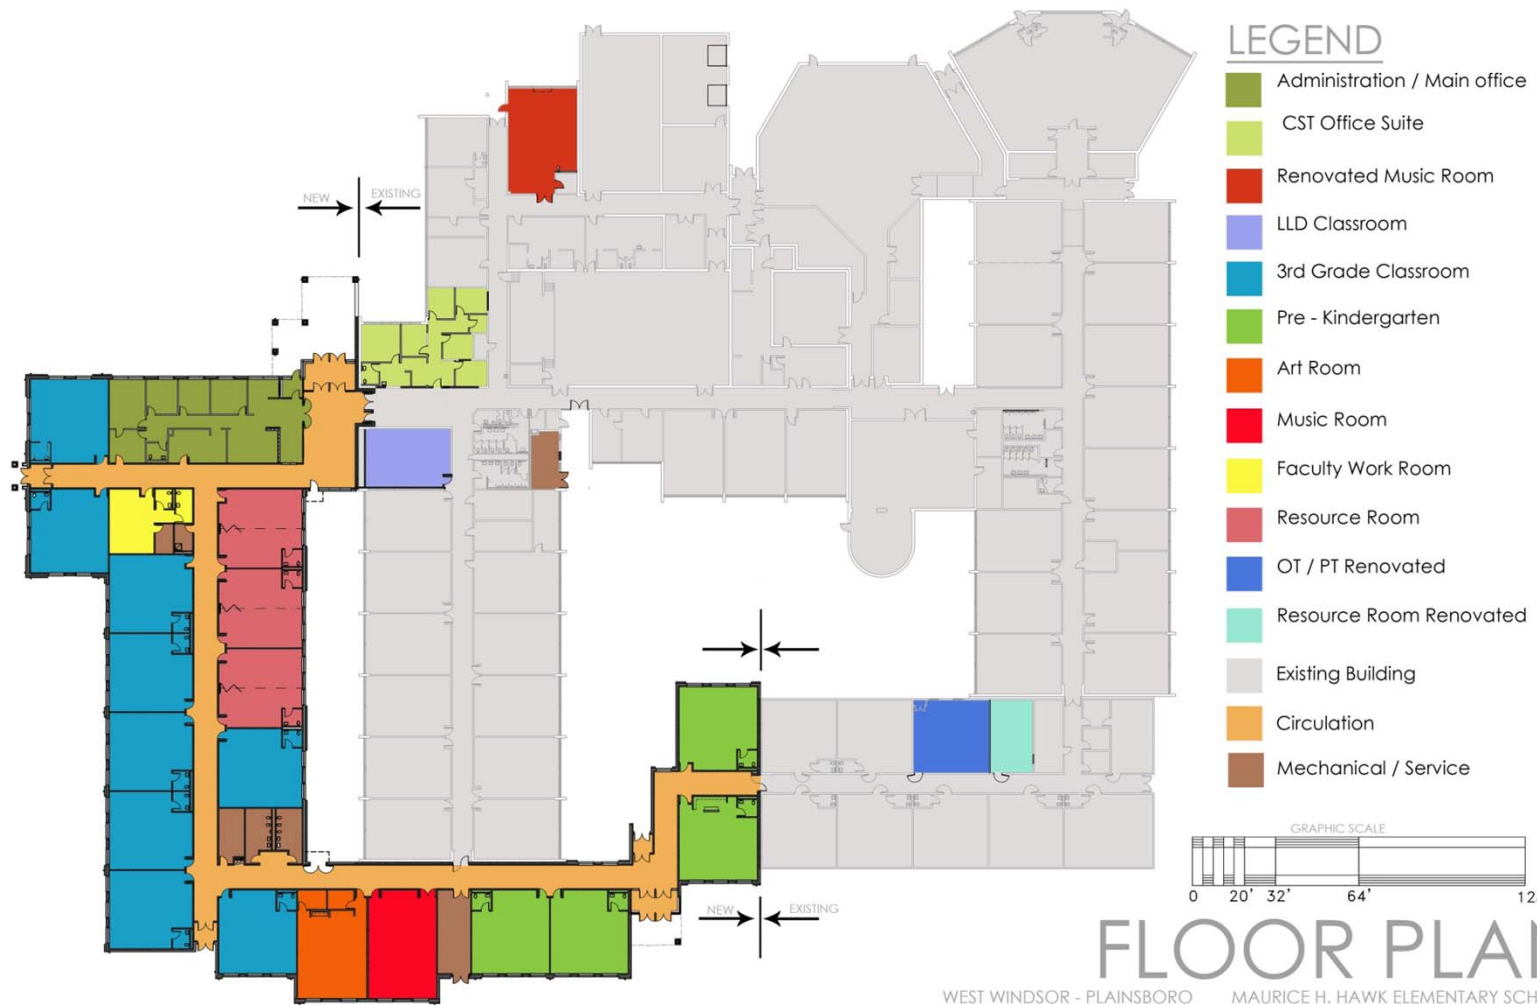 LEGEND
Administration / Main office
CST Office Suite
Renovated Music Room
LLD Classroom
3rd Grade Classroom
Pre - Kindergarten
Art Room
Music Room
Faculty Work Room
Resource Room
OT / PT Renovated
Resource Room Renovated
Existing Building
Circulation
Mechanical / Service
NEW EXISTING
NEW EXISTING
GRAPHIC SCALE
0 20' 32' 64' 12
FLOOR PLAN
WEST WINDSOR - PLAINSBORO MAURICE H. HAWK ELEMENTARY SCH